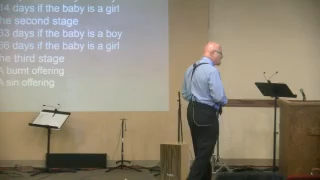 14 days if the baby is a girl
the second stage
33 days if the baby is a boy
66 days if the baby is a girl
the third stage
A burnt offering
A sin offering